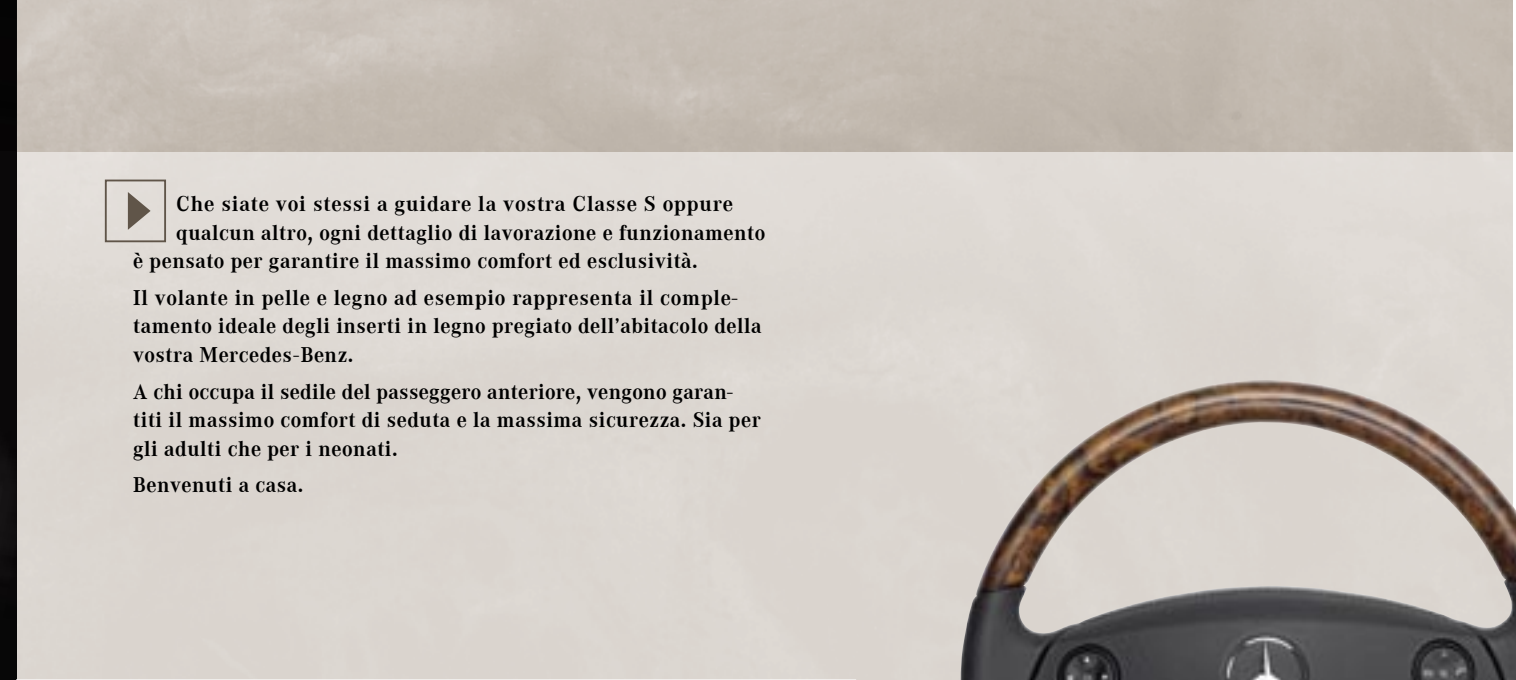 Che siate voi stessi a guidare la vostra Classe S oppure
qualcun altro, ogni dettaglio di lavorazione e funzionamento
è pensato per garantire il massimo comfort ed esclusività.
Il volante in pelle e legno ad esempio rappresenta il comple-
tamento ideale degli inserti in legno pregiato dell’abitacolo della
vostra Mercedes-Benz.
A chi occupa il sedile del passeggero anteriore, vengono garan-
titi il massimo comfort di seduta e la massima sicurezza. Sia per
gli adulti che per i neonati.
Benvenuti a casa.